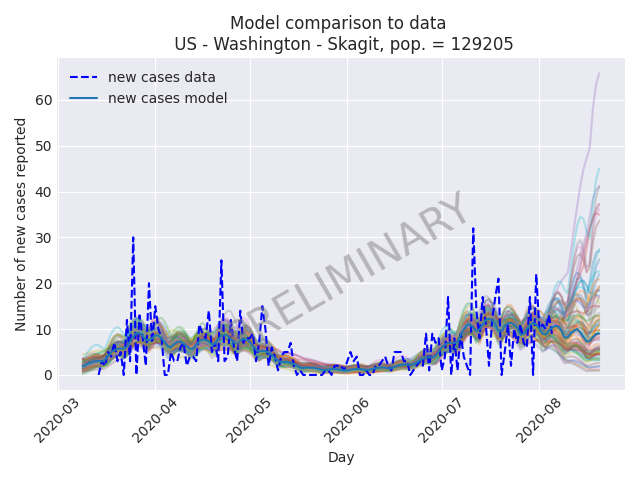 Model comparison to data
US - Washington - Skagit, pop. = 129205
new cases data
new cases model
PRELIMINARY
Number of new cases reported
60
50
40
30
20
10
0
2020-03
2020-04
2020-05
2020-06
2020-07
2020-08
Day